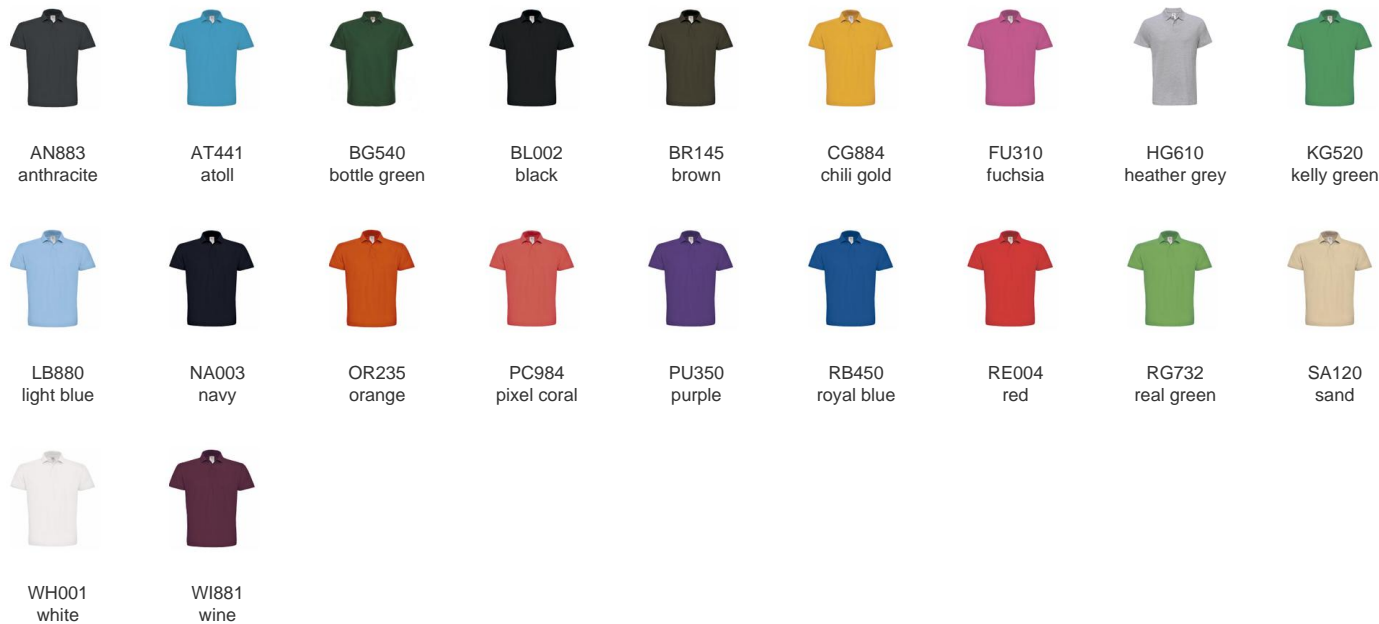 AN883
anthracite
AT441
atoll
BG540
bottle green
BL002
black
BR145
brown
CG884
chili gold
FU310
fuchsia
HG610
heather grey
KG520
kelly green
LB880
light blue
NA003
navy
OR235
orange
PC984
pixel coral
PU350
purple
RB450
royal blue
RE004
red
RG732
real green
SA120
sand
WH001
white
WI881
wine